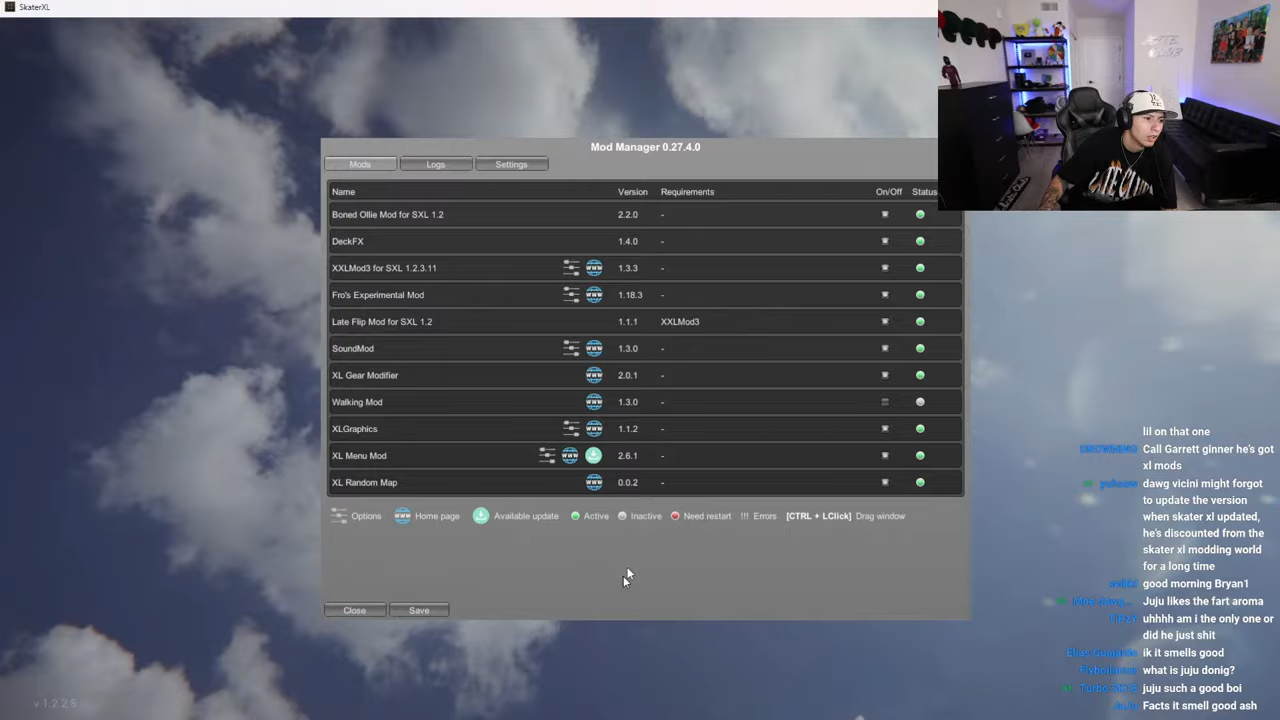 SkaterXL
Mod Manager 0.27.4.0
Mods Logs Settings
Name Version Requirements On/Off Status
Boned Ollie Mod for SXL 1.2 2.2.0 -
DeckFX 1.4.0 -
XXLMod3 for SXL 1.2.3.11 WWW 1.3.3 -
Fro's Experimental Mod WWW 1.18.3 -
Late Flip Mod for SXL 1.2 1.1.1 XXLMod3
SoundMod WWW 1.3.0 -
XL Gear Modifier WWW 2.0.1 -
Walking Mod WWW 1.3.0 -
XLGraphics WWW 1.1.2 -
XL Menu Mod WWW 2.6.1 -
XL Random Map WWW 0.0.2 -
Options WWW Home page Available update Active Inactive Need restart !!! Errors [CTRL + LClick] Drag window
Close Save
lil on that one
Call Garrett ginner he's got
xl mods
dawg vicini might forgot
to update the version
when skater xl updated,
he's discounted from the
skater xl modding world
for a long time
good morning Bryan1
Juju likes the fart aroma
uhhhh am i the only one or
did he just shit
ik it smells good
what is juju donig?
juju such a good boi
Facts it smell good ash